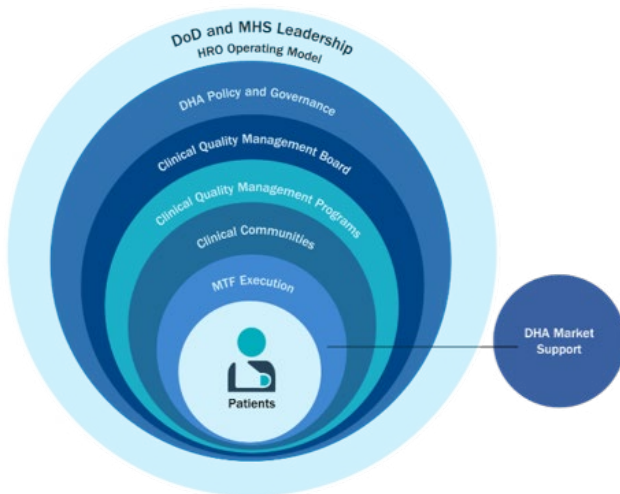 DoD and MHS Leadership
HRO Operating Model
DHA Policy and Governance
Clinical Quality Management Board
Clinical Quality Management Programs
Clinical Communities
MTF Execution
Patients
DHA Market
Support